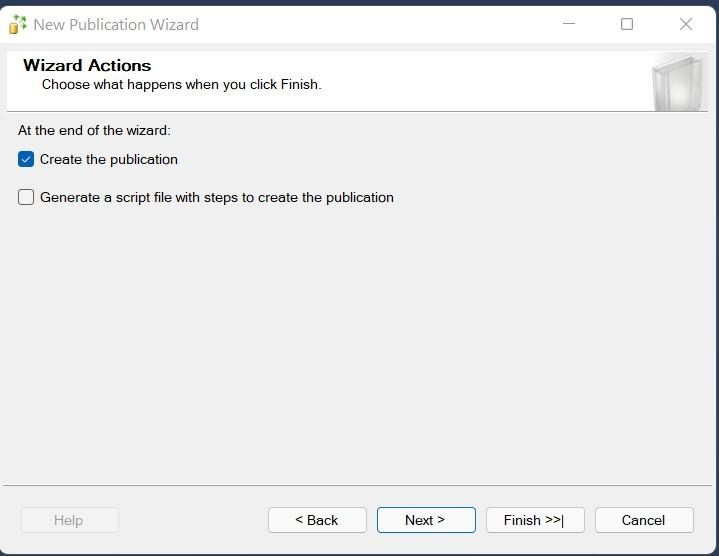 New Publication Wizard
Wizard Actions
Choose what happens when you click Finish.
At the end of the wizard:
Create the publication
Generate a script file with steps to create the publication
Help
< Back
Next >
Finish >>|
Cancel